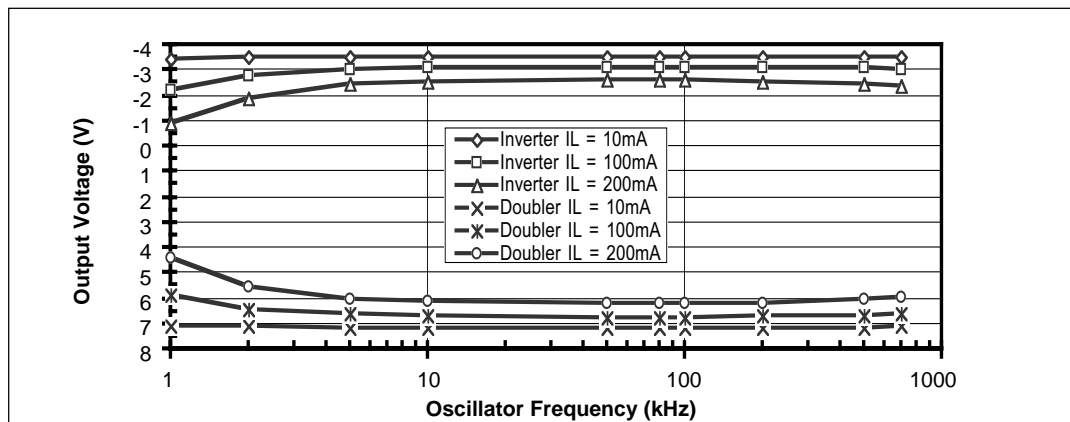 Output Voltage (V)
-4
-3
-2
-1
0
1
2
3
4
5
6
7
8
Inverter IL = 10mA
Inverter IL = 100mA
Inverter IL = 200mA
Doubler IL = 10mA
Doubler IL = 100mA
Doubler IL = 200mA
1
10
100
1000
Oscillator Frequency (kHz)